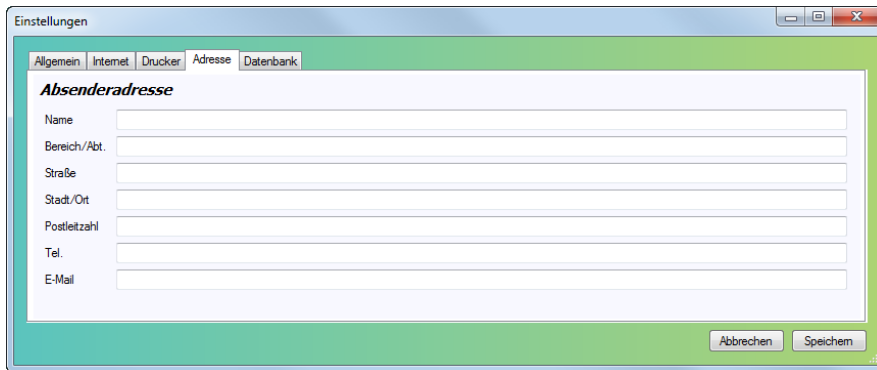 Einstellungen
Allgemein Internet Drucker Adresse Datenbank
Absenderadresse
Name
Bereich/Abt.
Straße
Stadt/Ort
Postleitzahl
Tel.
E-Mail
Abbrechen Speichern